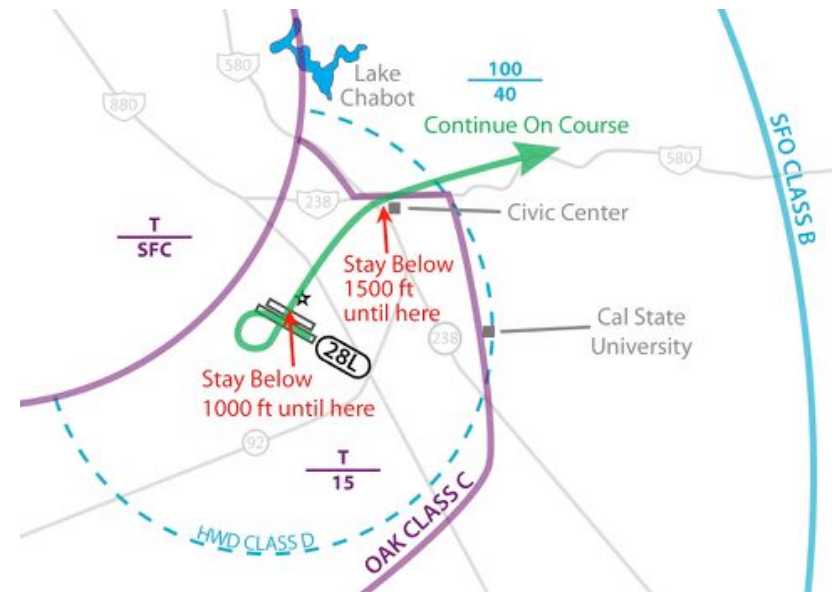 580
Lake
Chabot
880
100
40
Continue On Course
580
SFO CLASS B
238
Civic Center
T
SFC
Stay Below
1500 ft
until here
28L
238
Cal State
University
Stay Below
1000 ft until here
92
T
15
HWD CLASS D
OAK CLASS C